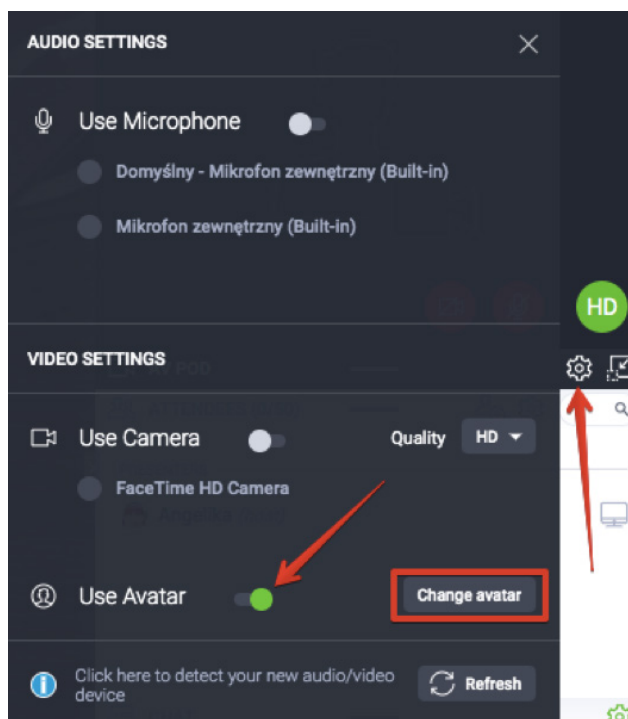 AUDIO SETTINGS
Use Microphone
Domyślny - Mikrofon zewnętrzny (Built-in)
Mikrofon zewnętrzny (Built-in)
HD
VIDEO SETTINGS
Use Camera
Quality HD
FaceTime HD Camera
Use Avatar
Change avatar
Click here to detect your new audio/video
device
Refresh